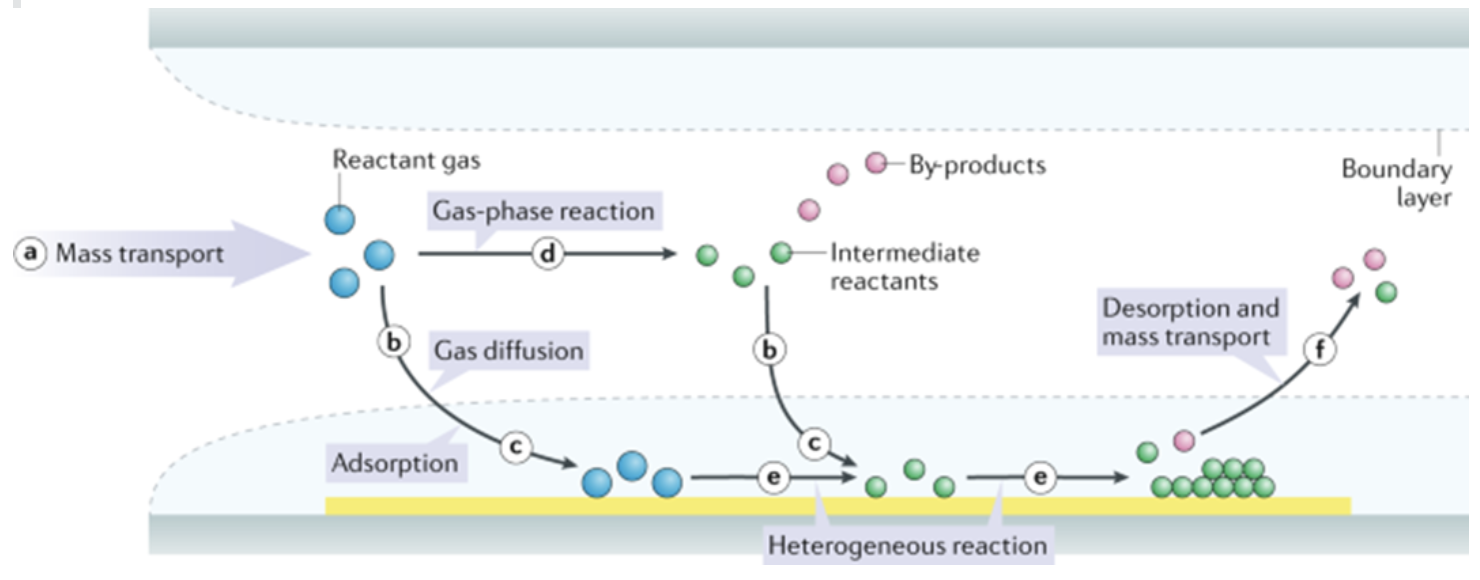 Reactant gas
By-products
Boundary
layer
Gas-phase reaction
a Mass transport
d
Intermediate
reactants
Desorption and
mass transport
b
Gas diffusion
b
f
Adsorption
c
c
e
e
Heterogeneous reaction